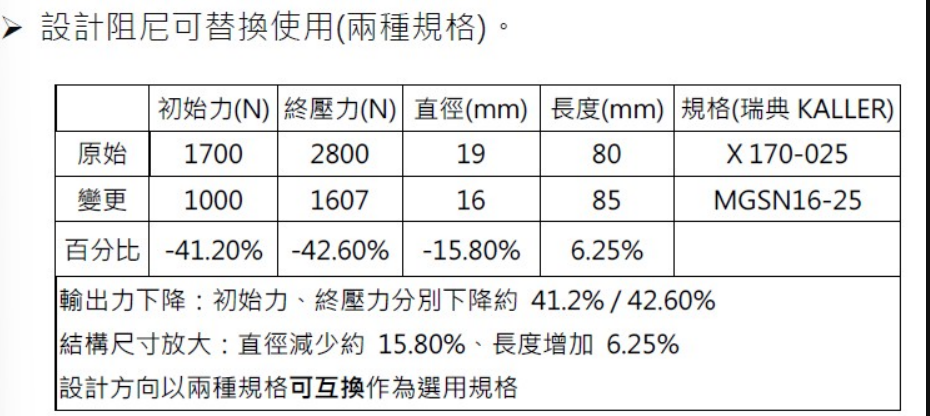 ➤ 設計阻尼可替換使用(兩種規格)。
初始力(N) 終壓力(N) 直徑(mm) 長度(mm) 規格(瑞典 KALLER)
原始 1700 2800 19 80 X 170-025
變更 1000 1607 16 85 MGSN16-25
百分比 -41.20% -42.60% -15.80% 6.25%
輸出力下降：初始力、終壓力分別下降約 41.2% / 42.60%
結構尺寸放大：直徑減少約 15.80%、長度增加 6.25%
設計方向以兩種規格可互換作為選用規格